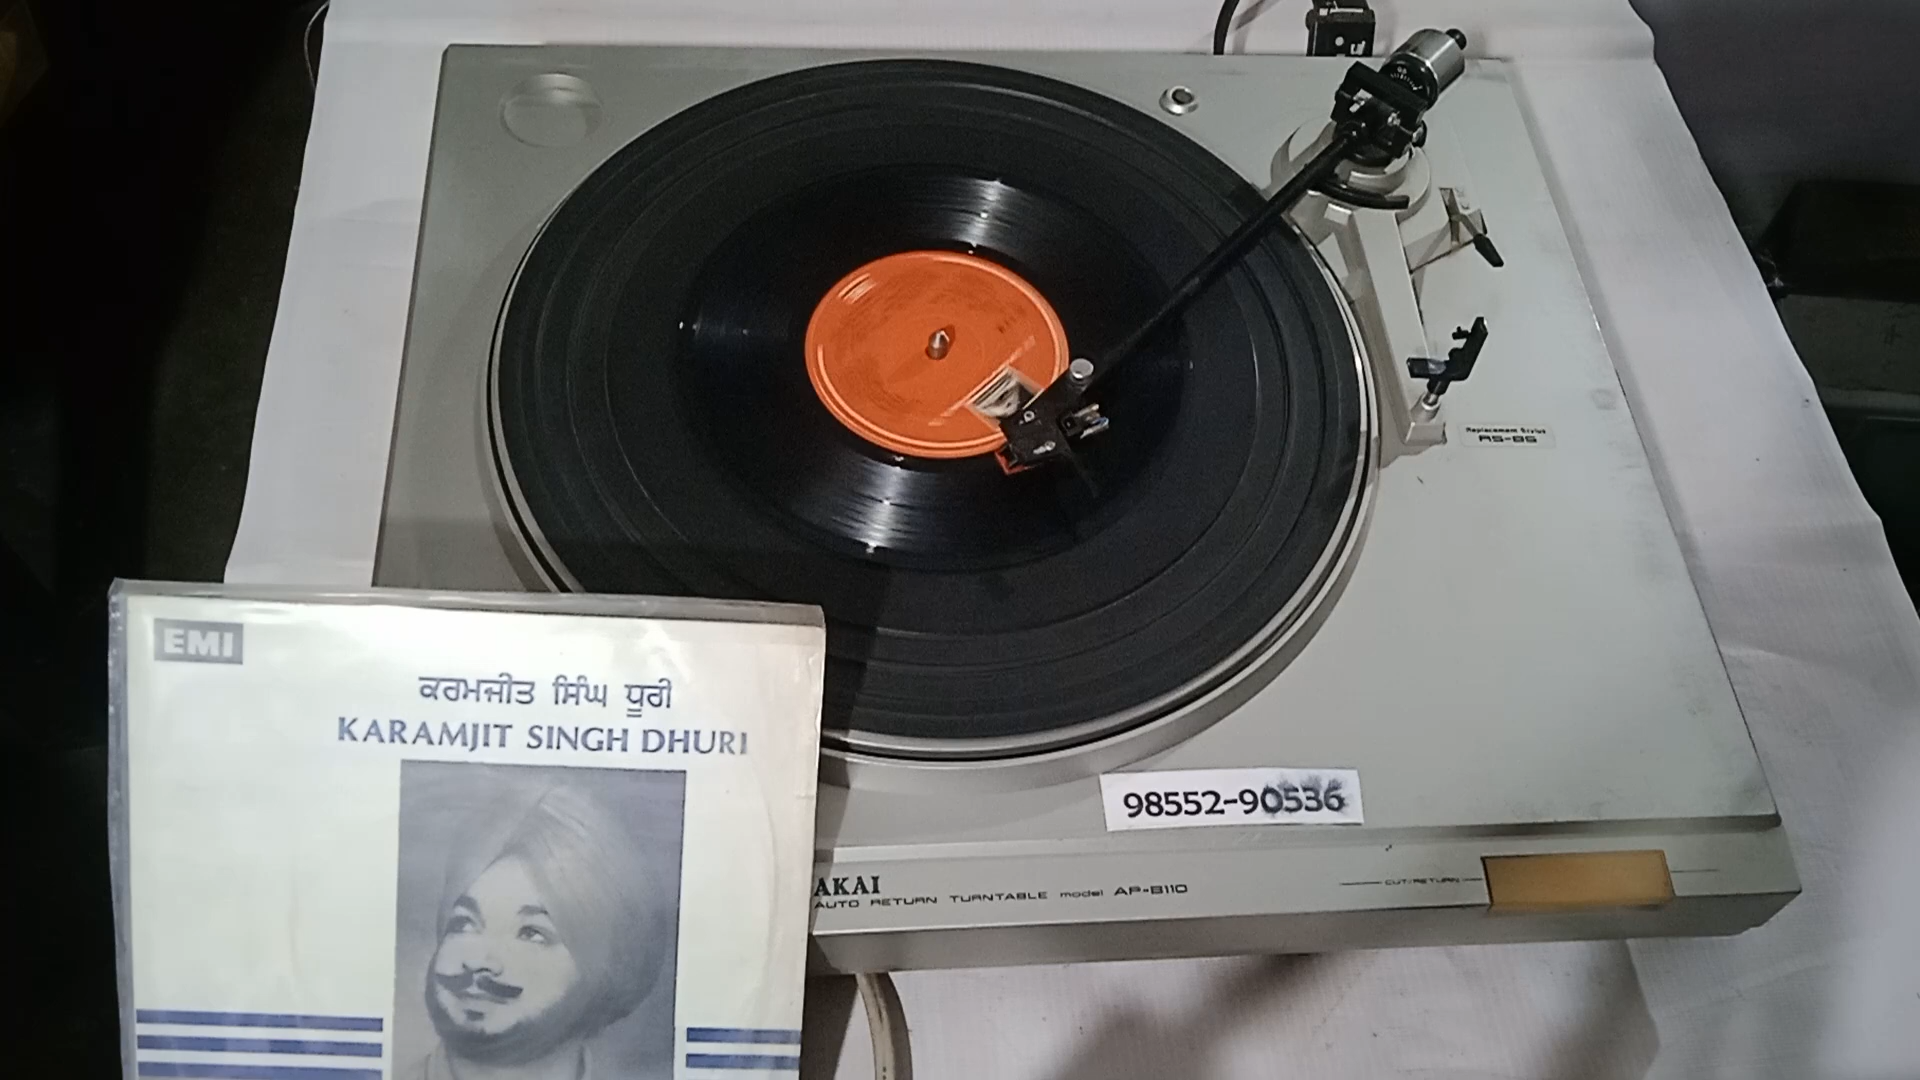 Replacement Stylus
RS-85
EMI
ਕਰਮਜੀਤ ਸਿੰਘ ਧੂਰੀ
KARAMJIT SINGH DHURI
98552-90536
AKAI
AUTO RETURN TURNTABLE model AP-B110
CUT/RETURN